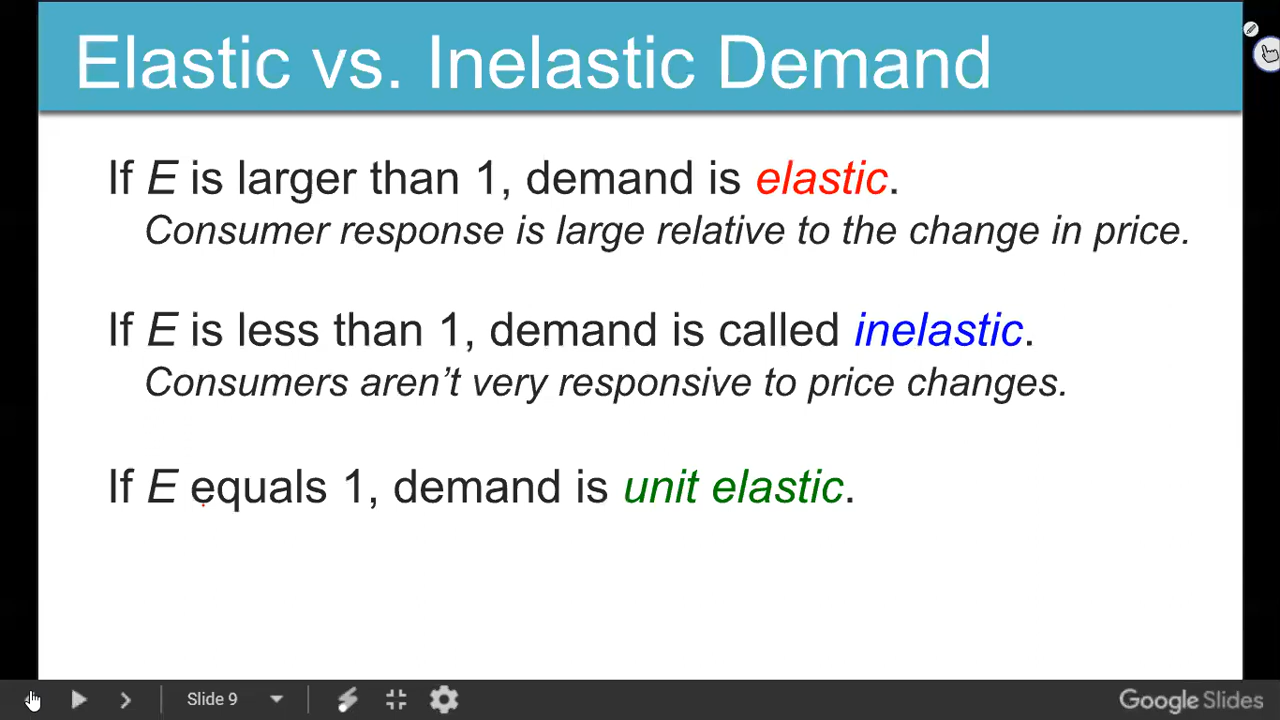 Elastic vs. Inelastic Demand
If E is larger than 1, demand is elastic.
Consumer response is large relative to the change in price.
If E is less than 1, demand is called inelastic.
Consumers aren’t very responsive to price changes.
If E equals 1, demand is unit elastic.
Slide 9
Google Slides